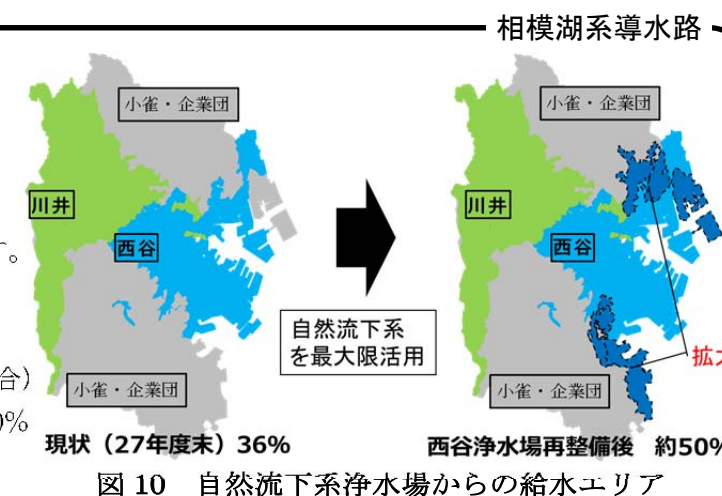 相模湖系導水路
小雀・企業団
小雀・企業団
川井
川井
西谷
西谷
。
自然流下系
を最大限活用
拡
合)
小雀・企業団
小雀・企業団
%
現状(27年度末)36%
西谷浄水場再整備後 約50%
図 10 自然流下系浄水場からの給水エリア